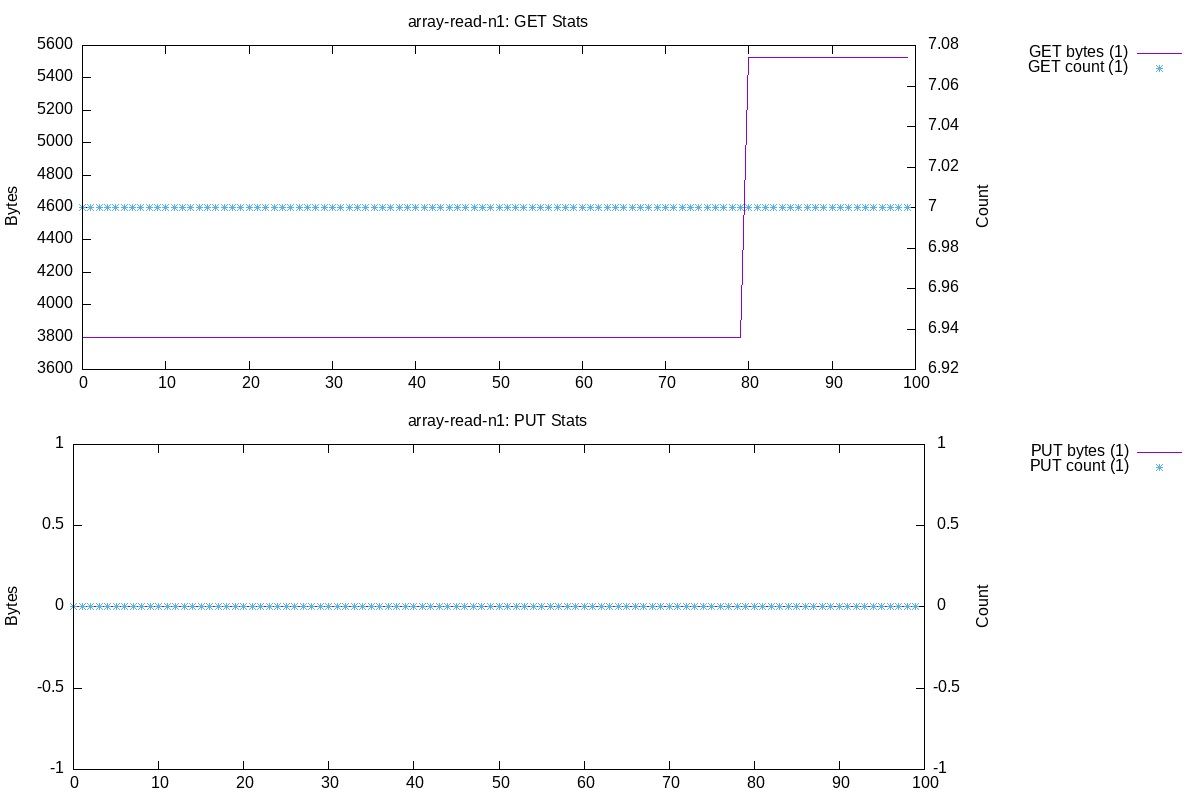 array-read-n1: GET Stats
5600
5400
5200
5000
4800
4600
4400
4200
4000
3800
3600
Bytes
0 10 20 30 40 50 60 70 80 90 100
7.08
7.06
7.04
7.02
7
6.98
6.96
6.94
6.92
Count
GET bytes (1)
GET count (1)
array-read-n1: PUT Stats
1
0.5
0
-0.5
-1
Bytes
0 10 20 30 40 50 60 70 80 90 100
1
0.5
0
-0.5
-1
Count
PUT bytes (1)
PUT count (1)